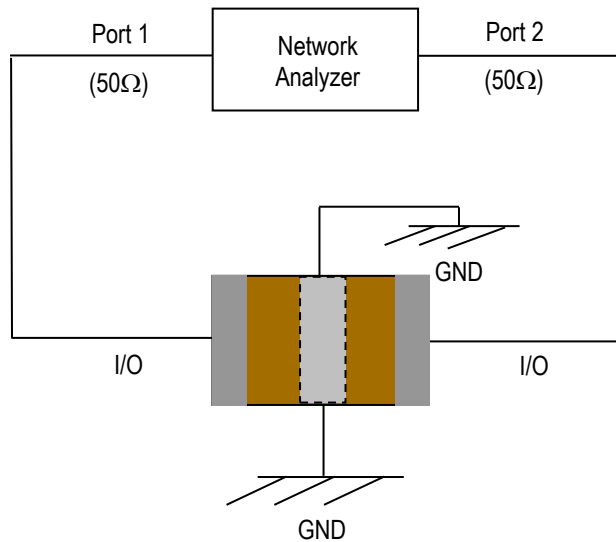 Port 1
Network
Analyzer
Port 2
(50Ω)
(50Ω)
GND
I/O
I/O
GND